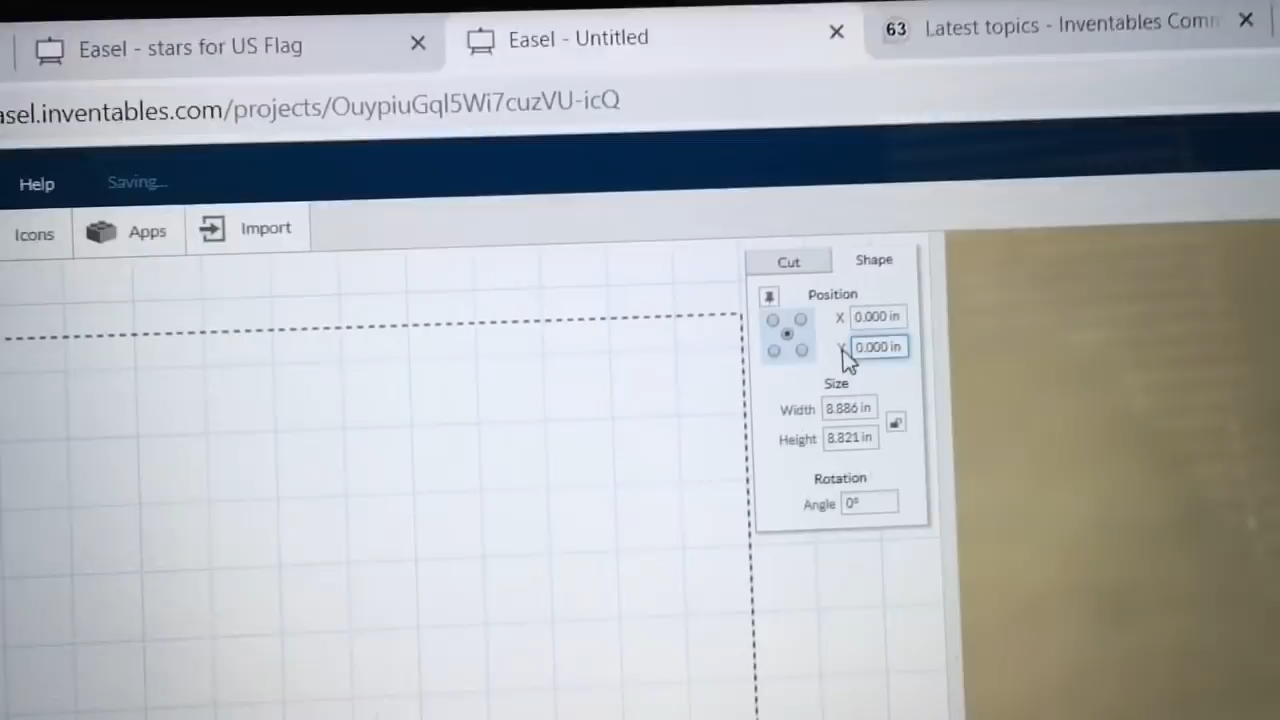 Easel - stars for US Flag
Easel - Untitled
63 Latest topics - Inventables Comm
asel.inventables.com/projects/OuypiuGql5Wi7cuzVU-icQ
Help Saving...
Icons Apps Import
Cut Shape
Position
X 0.000 in
Y 0.000 in
Size
Width 8.886 in
Height 8.821 in
Rotation
Angle 0°